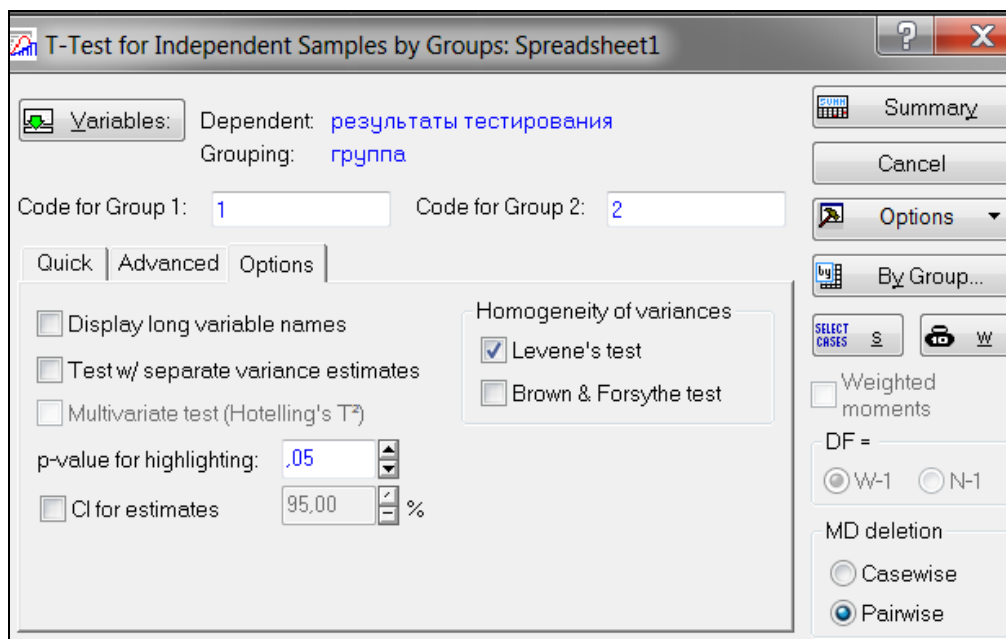 T-Test for Independent Samples by Groups: Spreadsheet1
?
X
Variables:
Dependent: результаты тестирования
Grouping: группа
Code for Group 1: 1
Code for Group 2: 2
Quick
Advanced
Options
Display long variable names
Test w/ separate variance estimates
Multivariate test (Hotelling's T²)
p-value for highlighting: ,05
CI for estimates 95,00 %
Homogeneity of variances
Levene's test
Brown & Forsythe test
SUMM Summary
Cancel
Options
by By Group...
SELECT
CASES S
W
Weighted
moments
DF =
W-1 N-1
MD deletion
Casewise
Pairwise